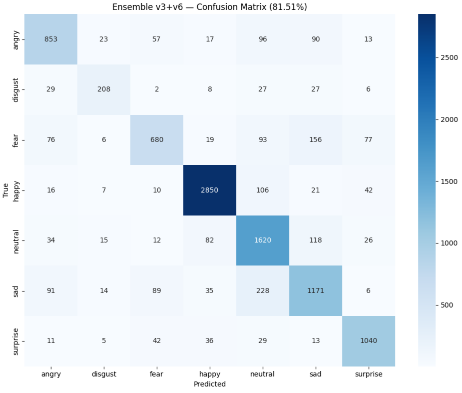 Ensemble v3+v6 — Confusion Matrix (81.51%)
angry 853 23 57 17 96 90 13
disgust 29 208 2 8 27 27 6
fear 76 6 680 19 93 156 77
happy 16 7 10 2850 106 21 42
neutral 34 15 12 82 1620 118 26
sad 91 14 89 35 228 1171 6
surprise 11 5 42 36 29 13 1040
angry disgust fear happy neutral sad surprise
Predicted
True
2500
2000
1500
1000
500